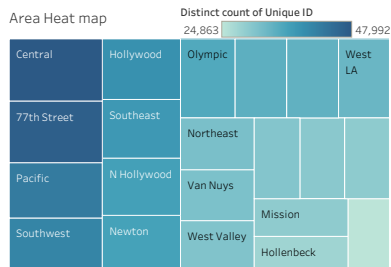 Area Heat map
Distinct count of Unique ID
24,863
47,992
Central
Hollywood
Olympic
West
LA
77th Street
Southeast
Northeast
Pacific
N Hollywood
Van Nuys
Southwest
Newton
West Valley
Mission
Hollenbeck